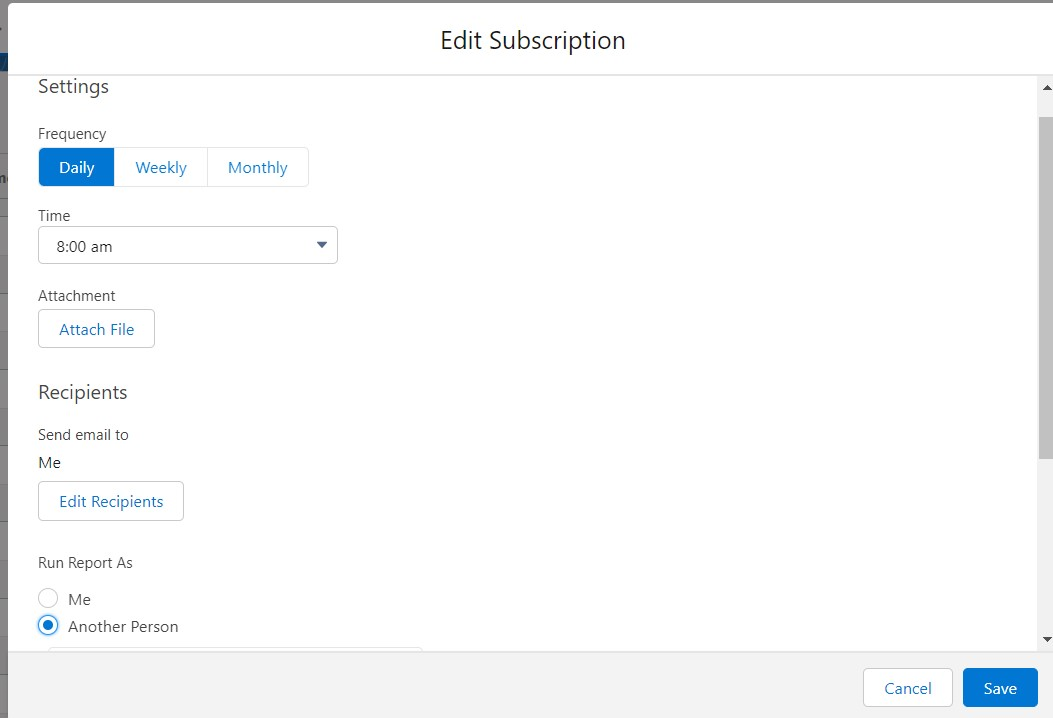 Edit Subscription
Settings
Frequency
Daily Weekly Monthly
Time
8:00 am
Attachment
Attach File
Recipients
Send email to
Me
Edit Recipients
Run Report As
Me
Another Person
Cancel Save